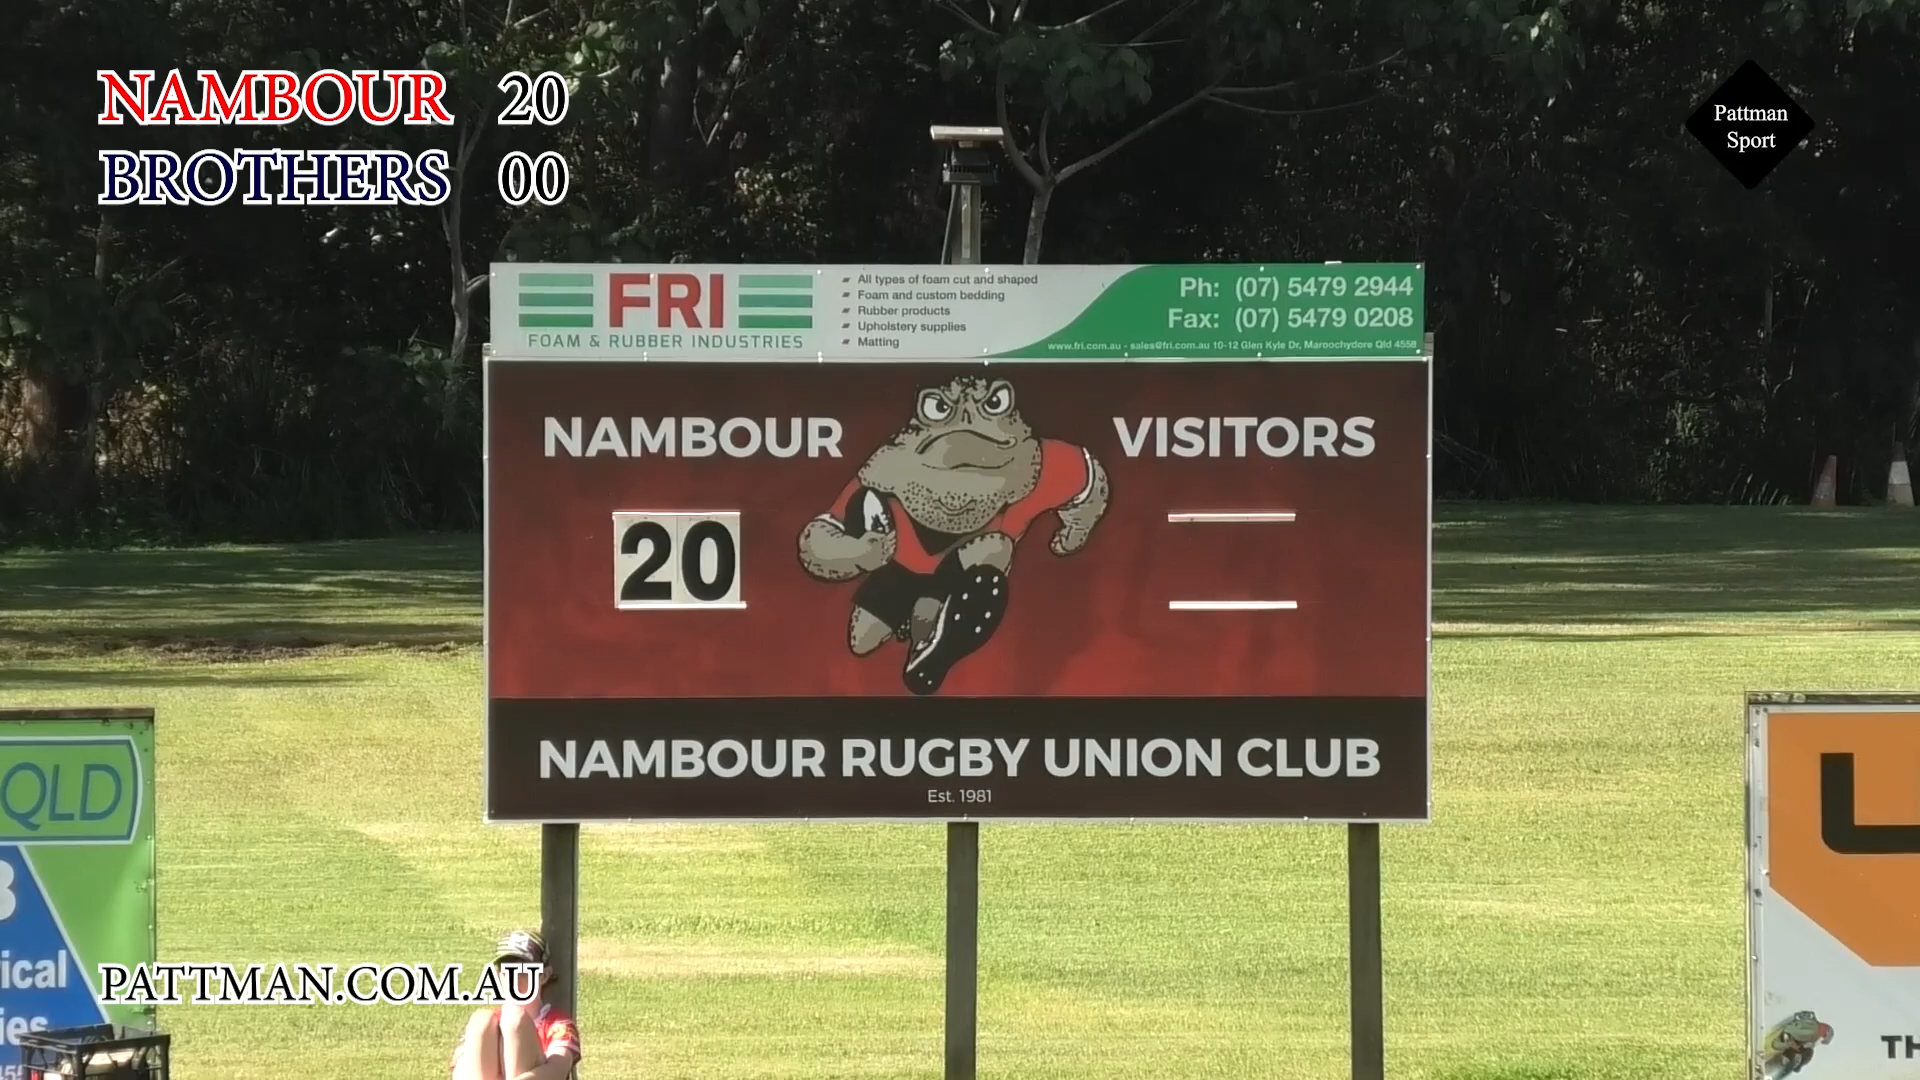 NAMBOUR 20
BROTHERS 00
Pattman
Sport
FRI
FOAM & RUBBER INDUSTRIES
All types of foam cut and shaped
Foam and custom bedding
Rubber products
Upholstery supplies
Matting
Ph: (07) 5479 2944
Fax: (07) 5479 0208
www.fri.com.au - sales@fri.com.au 10-12 Glen Kyle Dr, Maroochydore Qld 4558
NAMBOUR
VISITORS
20
NAMBOUR RUGBY UNION CLUB
Est. 1981
QLD
PATTMAN.COM.AU